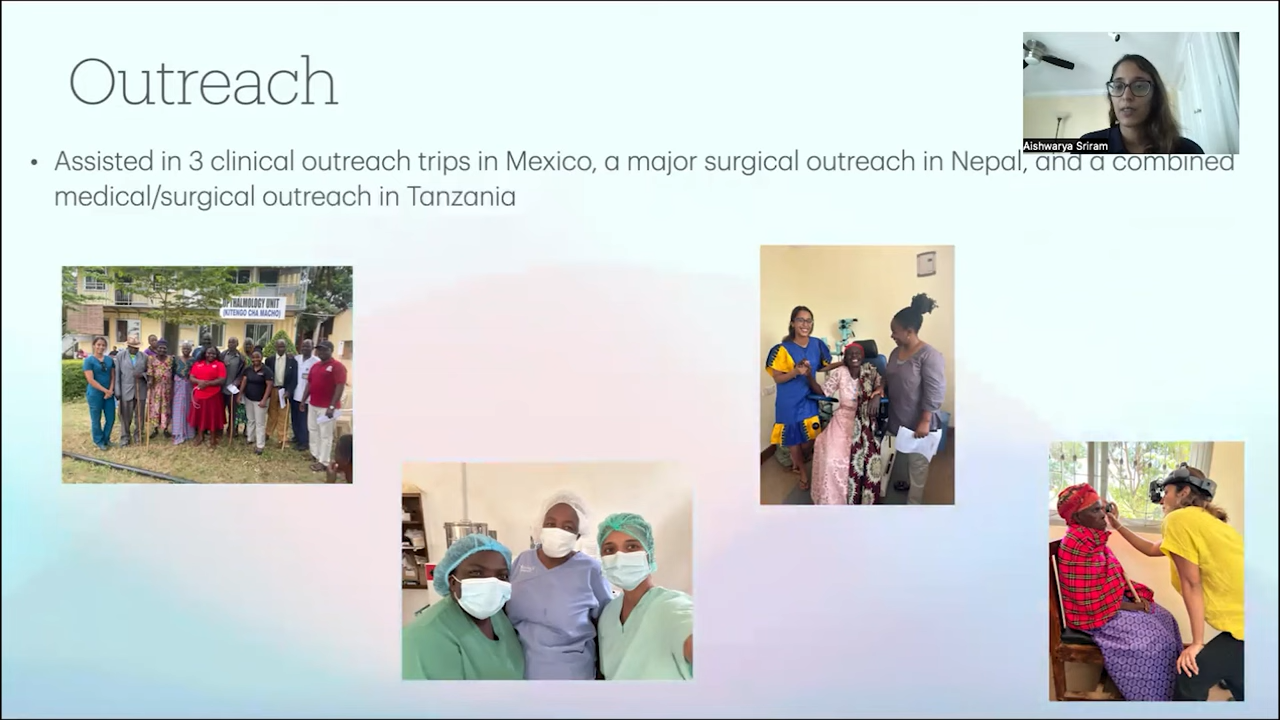 Outreach
Aishwarya Sriram
• Assisted in 3 clinical outreach trips in Mexico, a major surgical outreach in Nepal, and a combined
medical/surgical outreach in Tanzania
OPTHALMOLOGY UNIT
(KITENGO CHA MACHO)